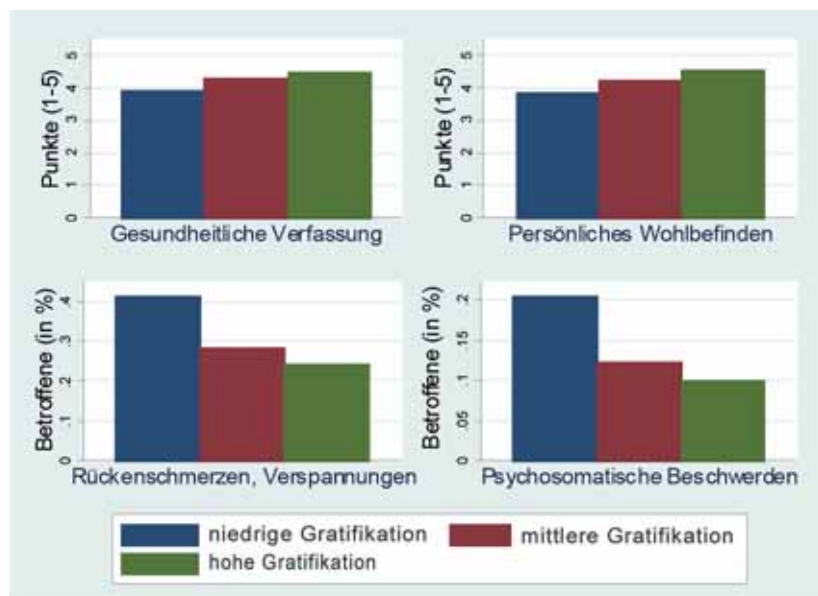 Punkte (1-5)
0 1 2 3 4 5
Gesundheitliche Verfassung
Punkte (1-5)
0 1 2 3 4 5
Persönliches Wohlbefinden
Betroffene (in %)
0 .1 .2 .3 .4
Rückenschmerzen, Verspannungen
Betroffene (in %)
0 .05 .1 .15 .2
Psychosomatische Beschwerden
niedrige Gratifikation
mittlere Gratifikation
hohe Gratifikation